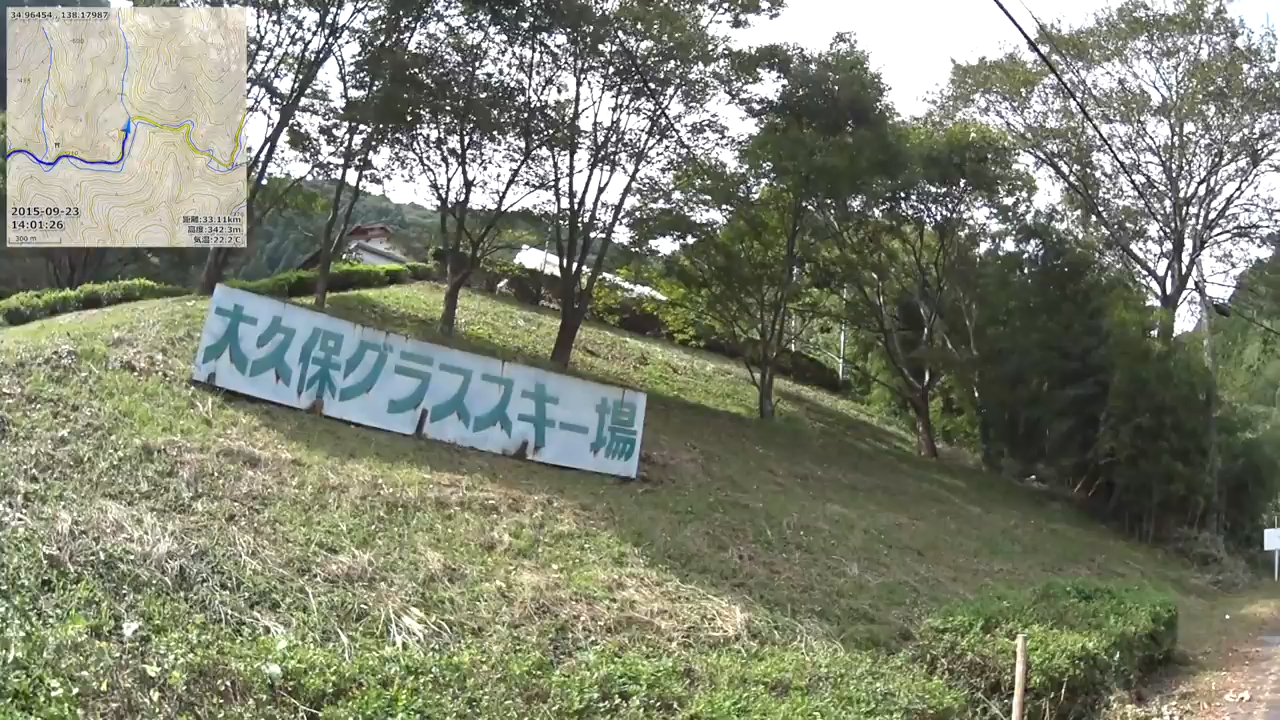 34.96454 , 138.17987
2015-09-23
14:01:26
300 m
距離:33.11km
高度:342.3m
気温:22.2℃
大久保グラススキー場